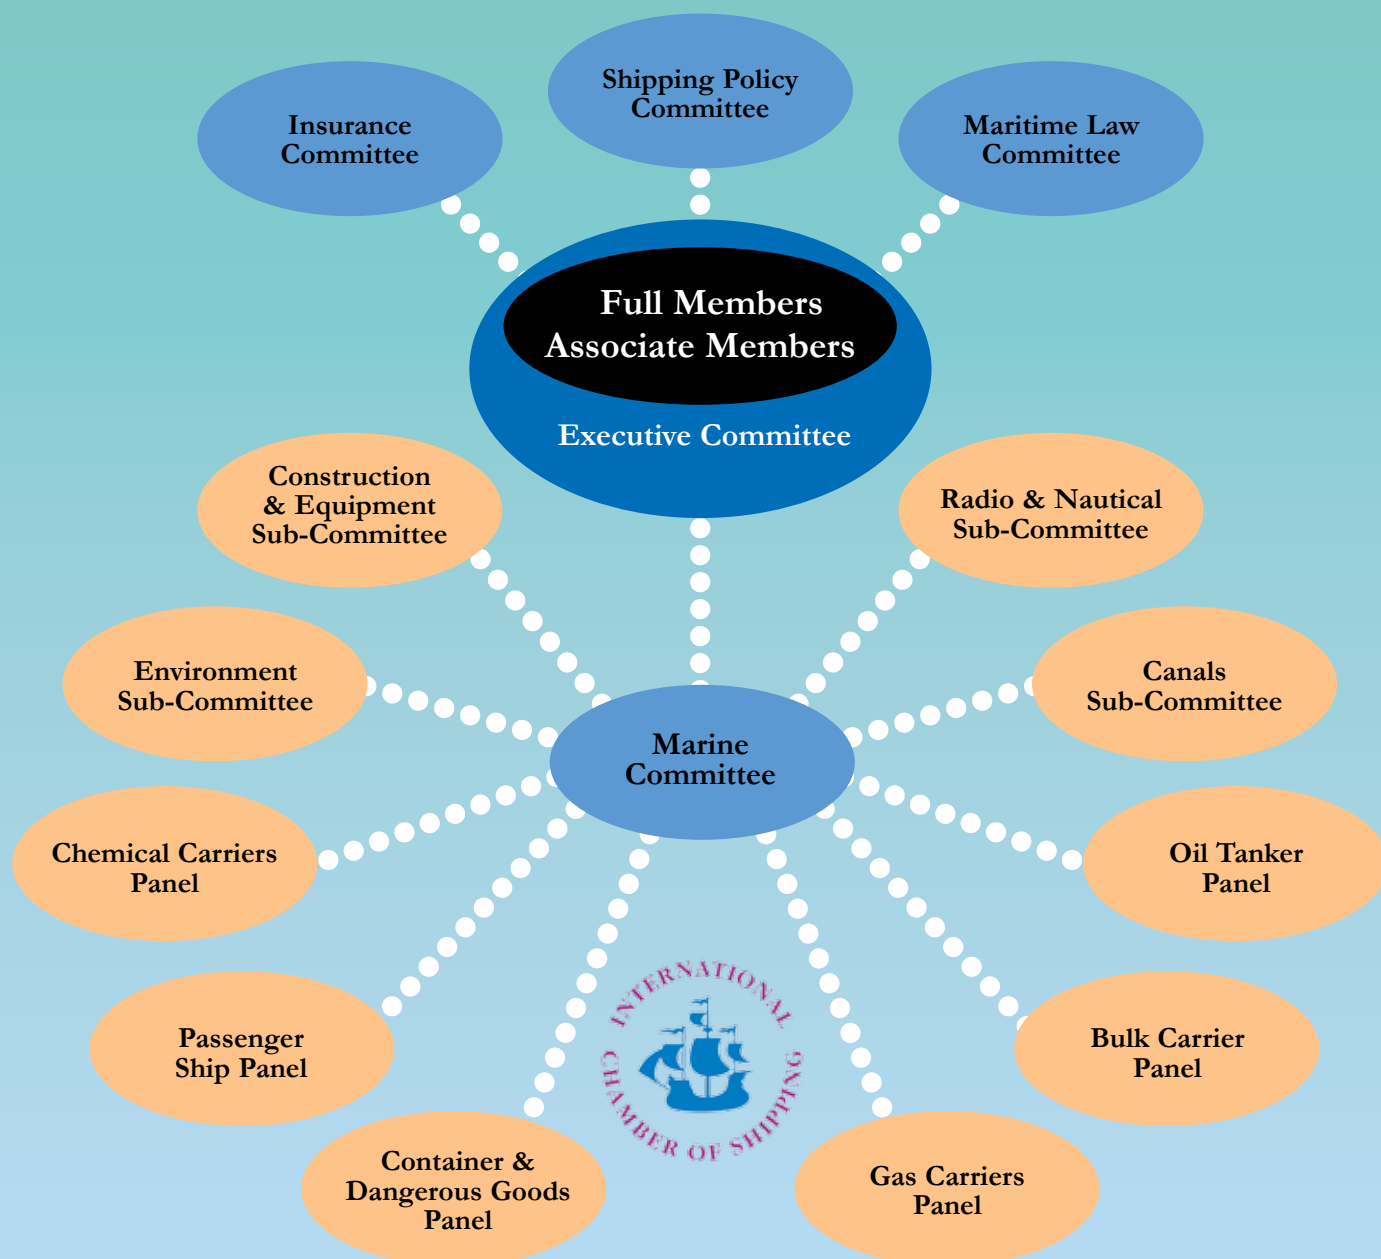 Shipping Policy
Committee
Insurance
Committee
Maritime Law
Committee
Full Members
Associate Members
Executive Committee
Construction
& Equipment
Sub-Committee
Radio & Nautical
Sub-Committee
Environment
Sub-Committee
Canals
Sub-Committee
Marine
Committee
Chemical Carriers
Panel
Oil Tanker
Panel
Passenger
Ship Panel
Bulk Carrier
Panel
INTERNATIONAL
CHAMBER OF SHIPPING
Container &
Dangerous Goods
Panel
Gas Carriers
Panel